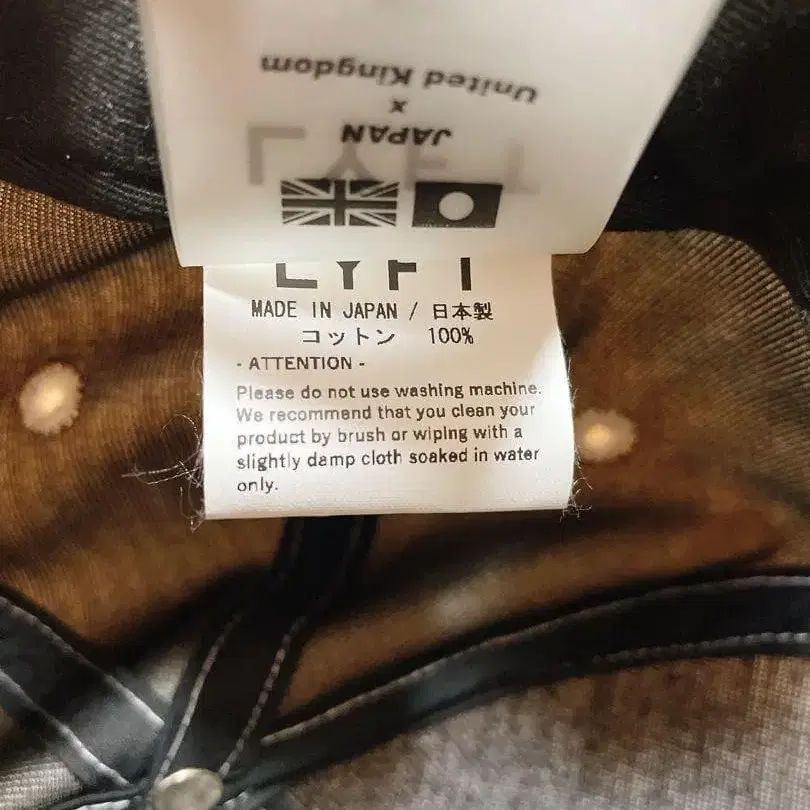 United Kingdom
x
JAPAN
LYFT
MADE IN JAPAN / 日本製
コットン 100%
- ATTENTION -
Please do not use washing machine.
We recommend that you clean your
product by brush or wiping with a
slightly damp cloth soaked in water
only.